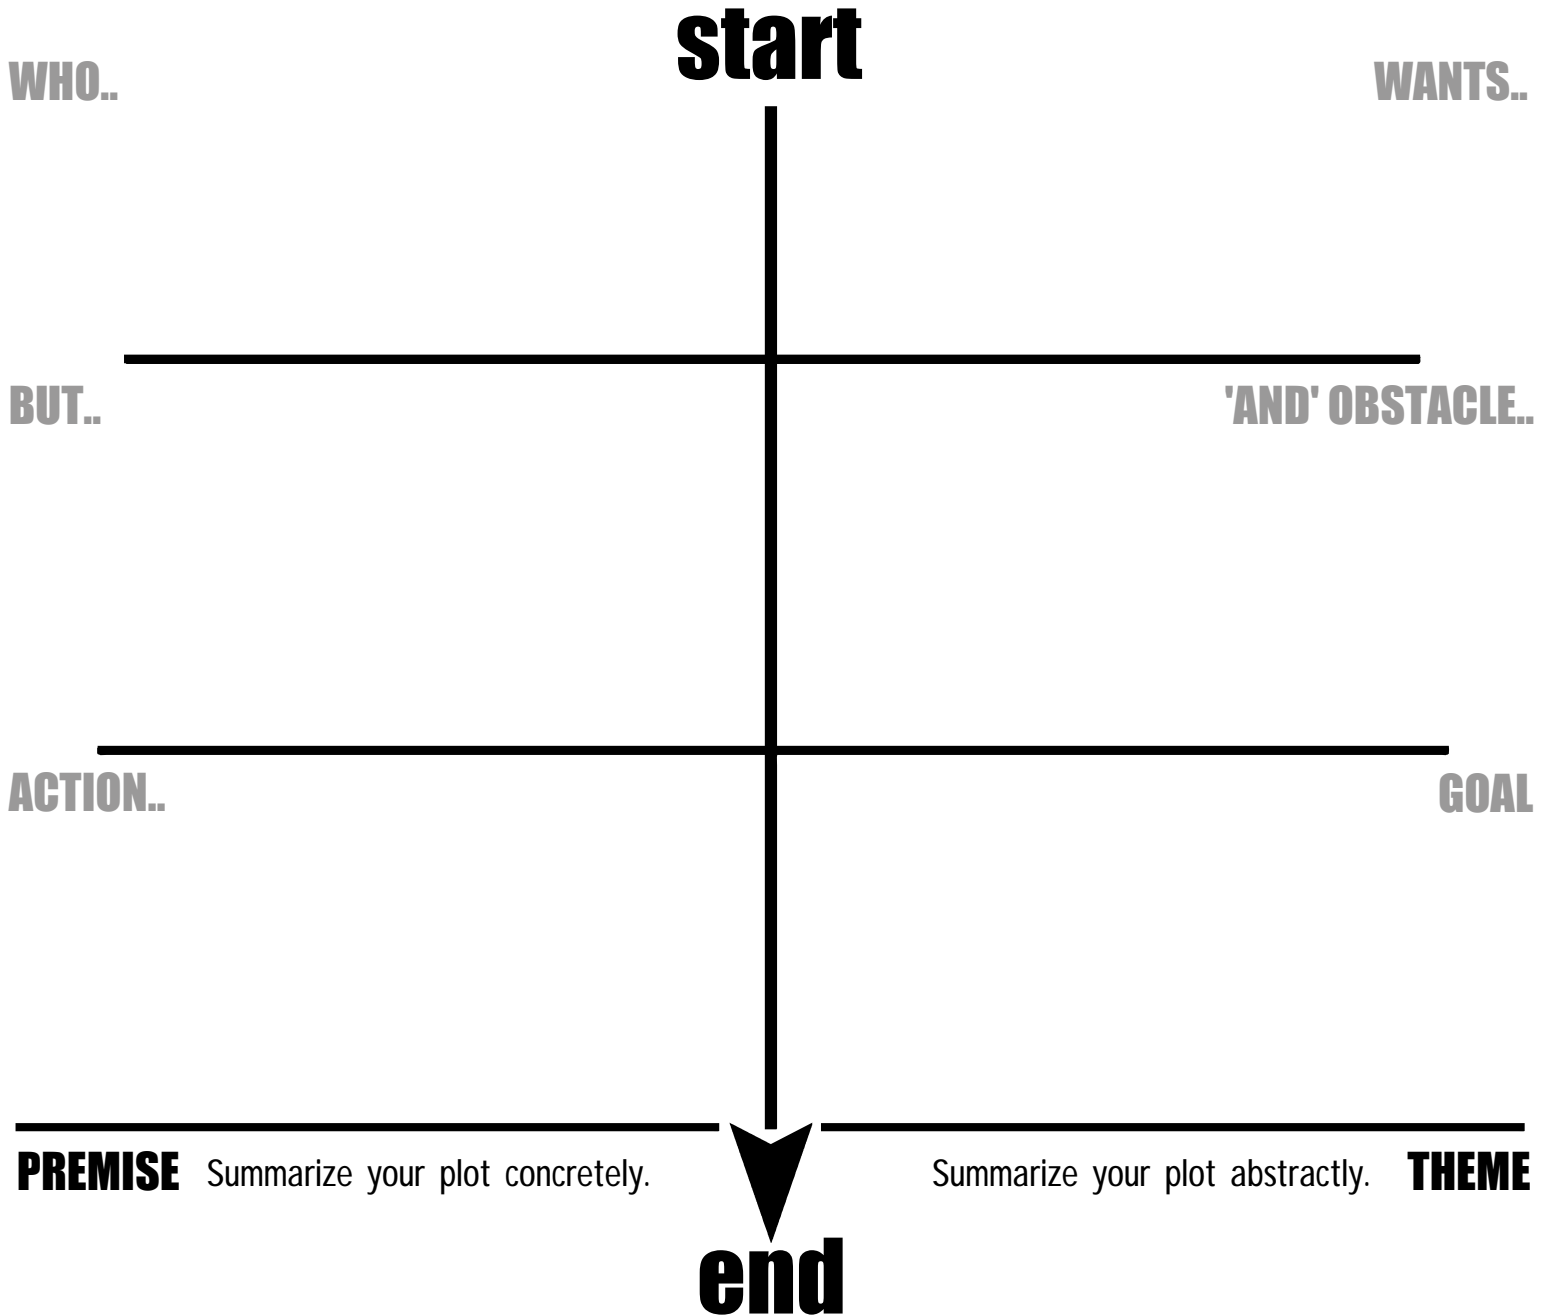 start
WHO..
WANTS..
BUT..
'AND' OBSTACLE..
ACTION..
GOAL
PREMISE Summarize your plot concretely.
Summarize your plot abstractly. THEME
end